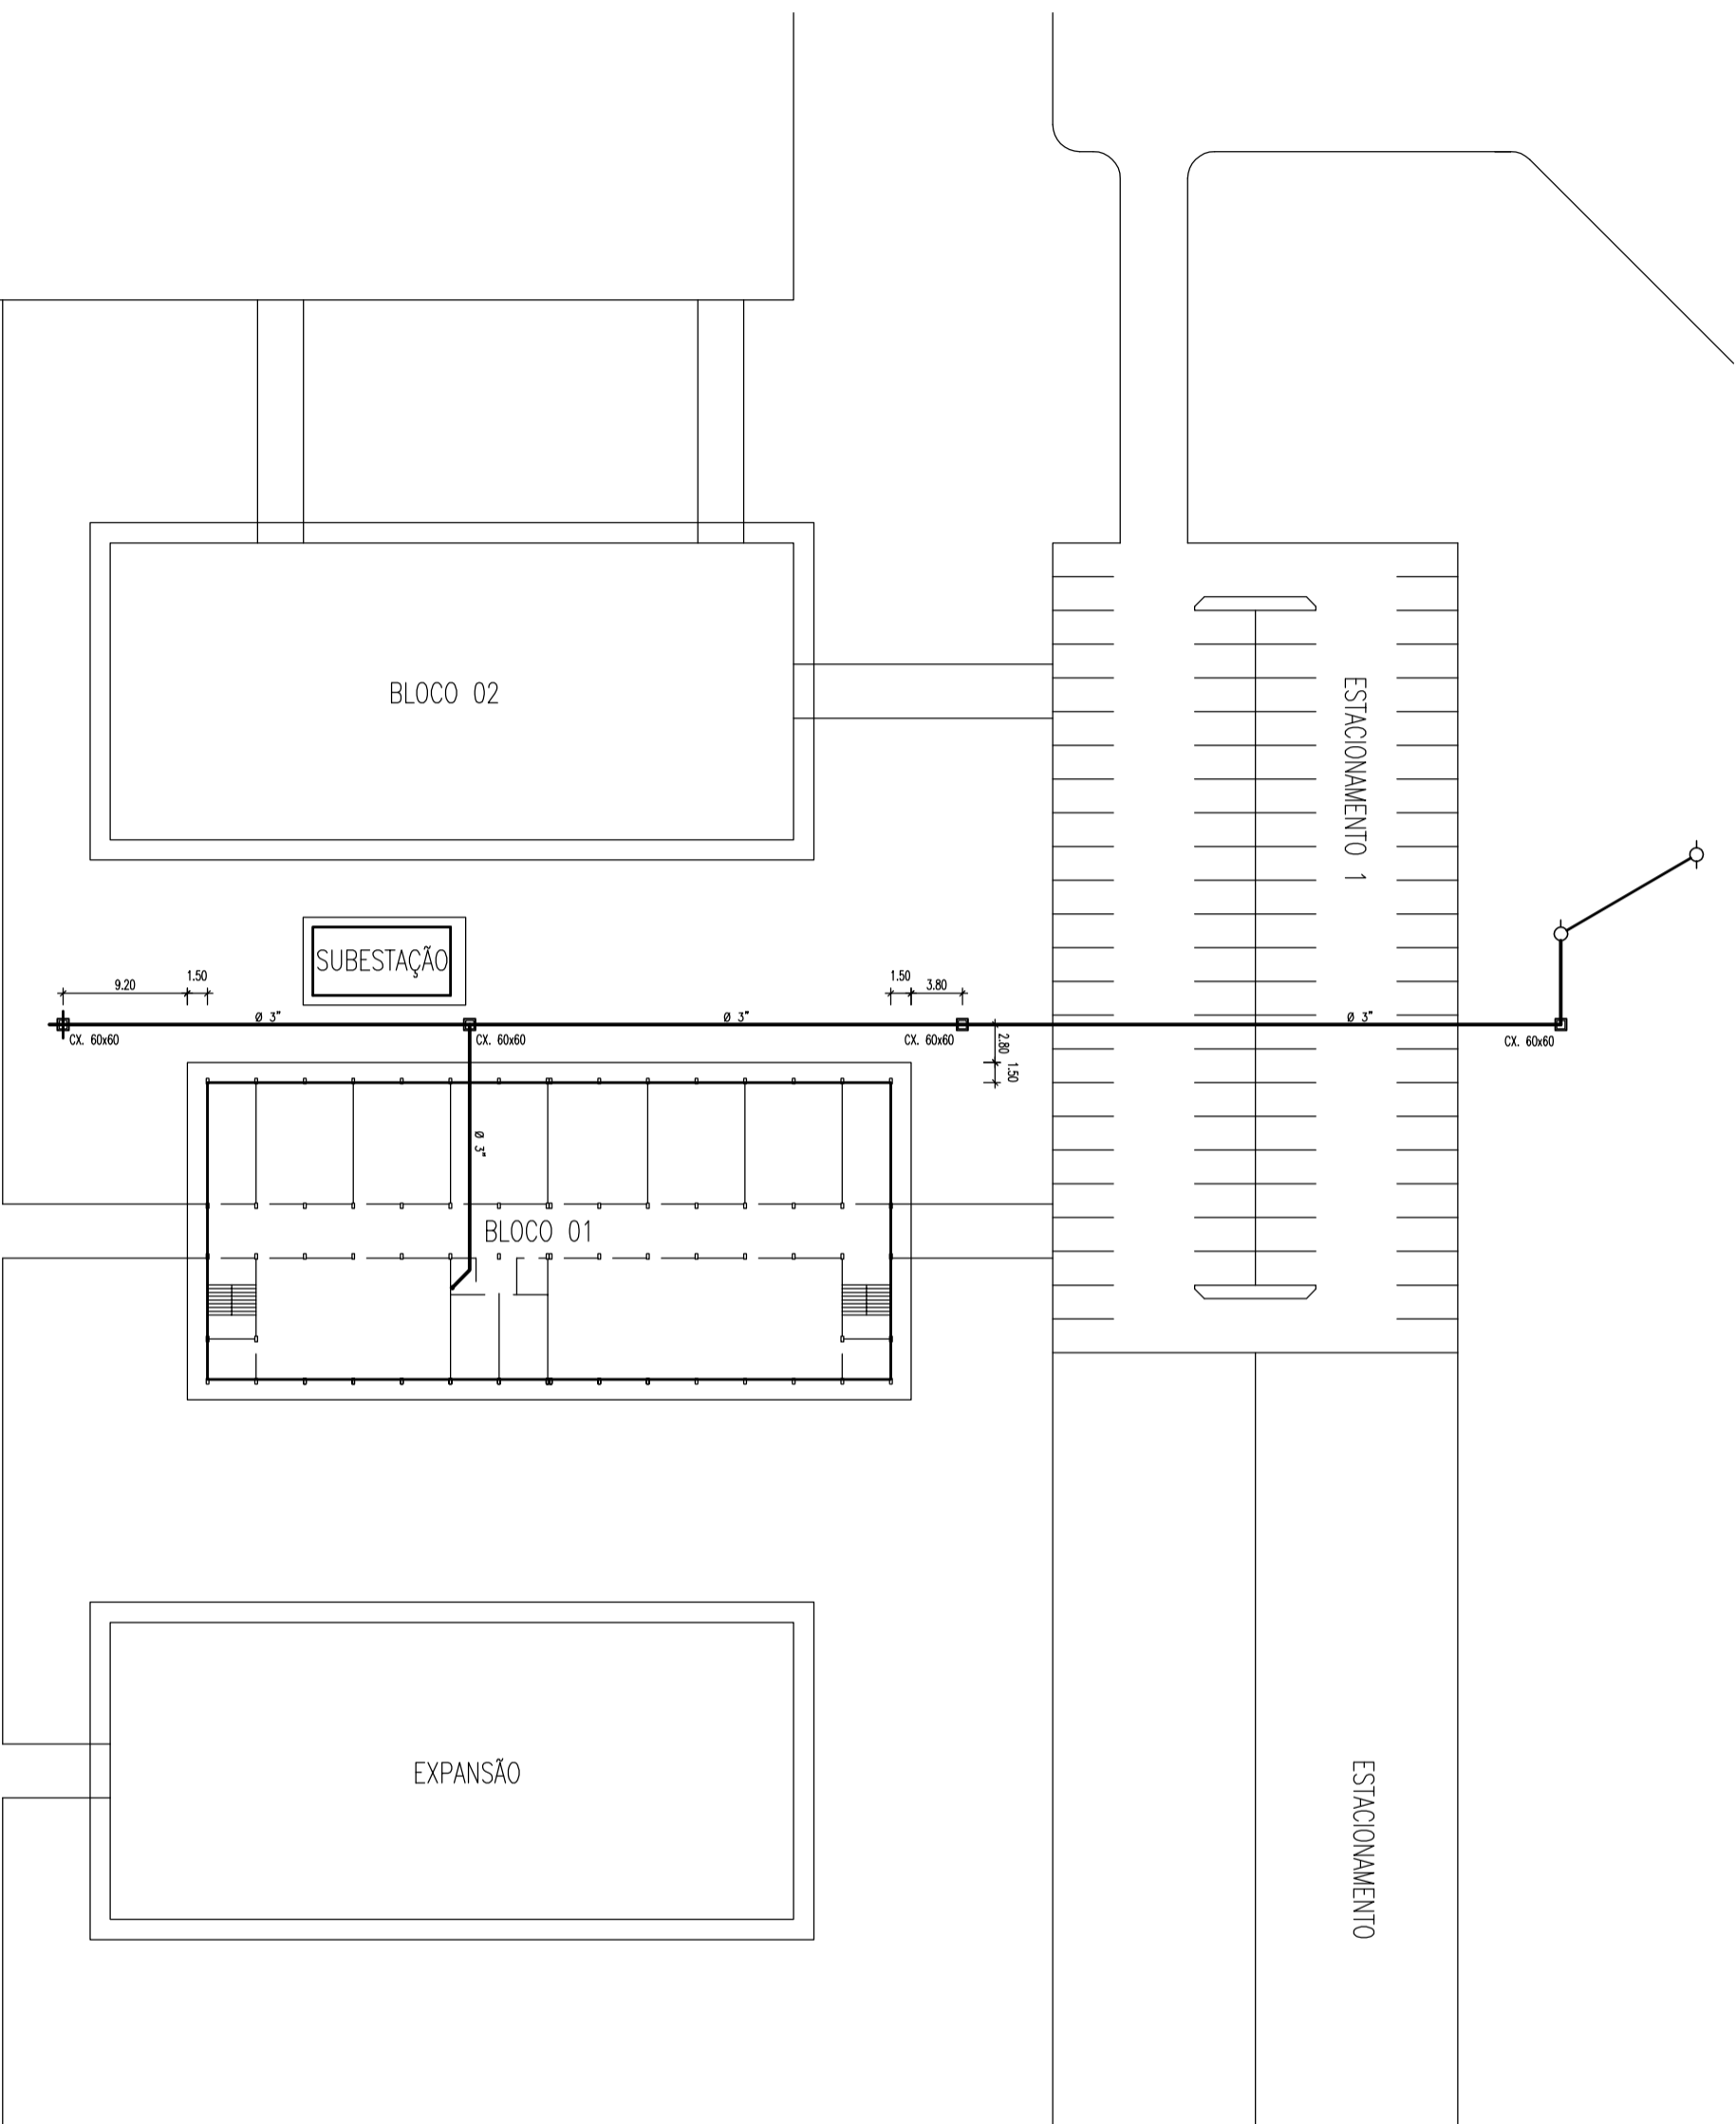 BLOCO 02
ESTACIONAMENTO 1
SUBESTAÇÃO
9.20
1.50
1.50
3.80
Ø 3"
Ø 3"
Ø 3"
CX. 60x60
CX. 60x60
CX. 60x60
CX. 60x60
2.80
1.50
Ø 3"
BLOCO 01
EXPANSÃO
ESTACIONAMENTO